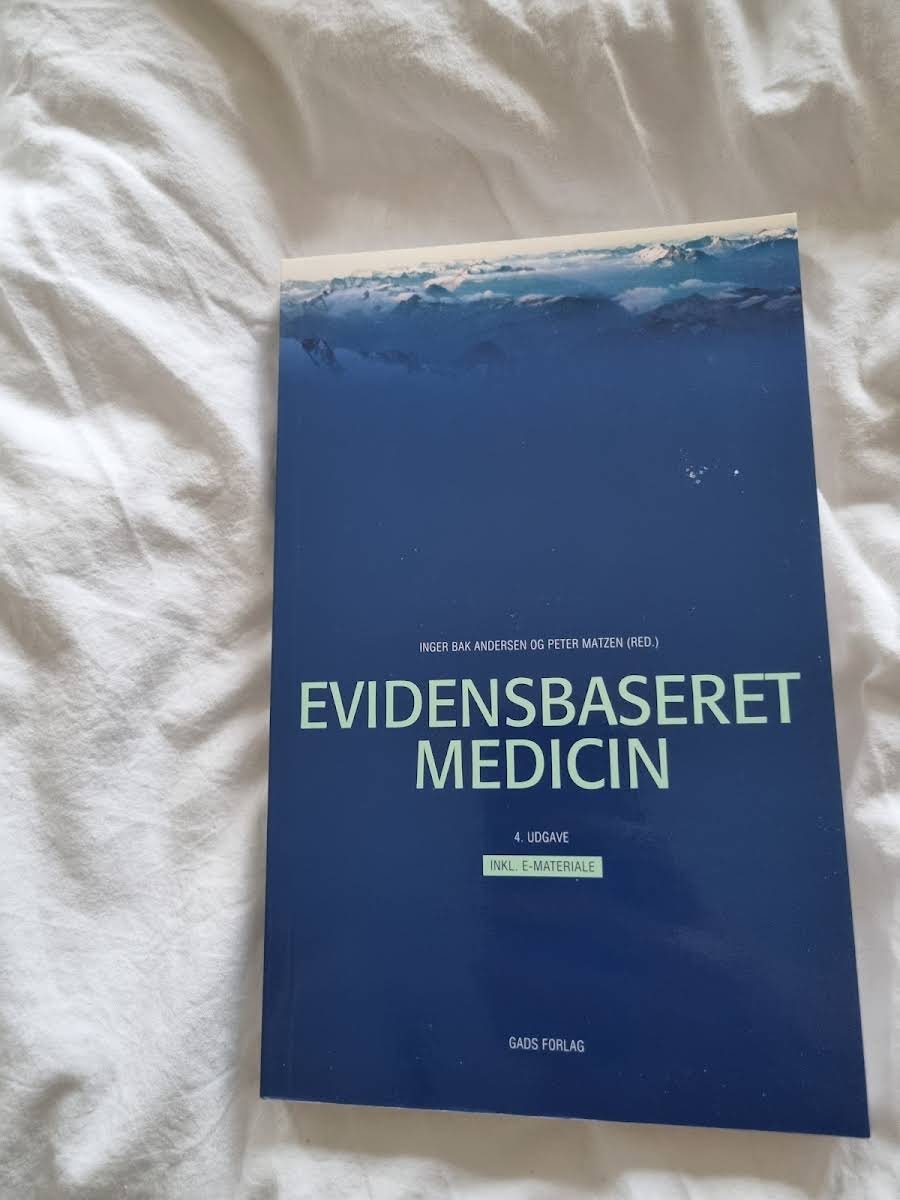 INGER BAK ANDERSEN OG PETER MATZEN (RED.)
EVIDENSBASERET
MEDICIN
4. UDGAVE
INKL. E-MATERIALE
GADS FORLAG